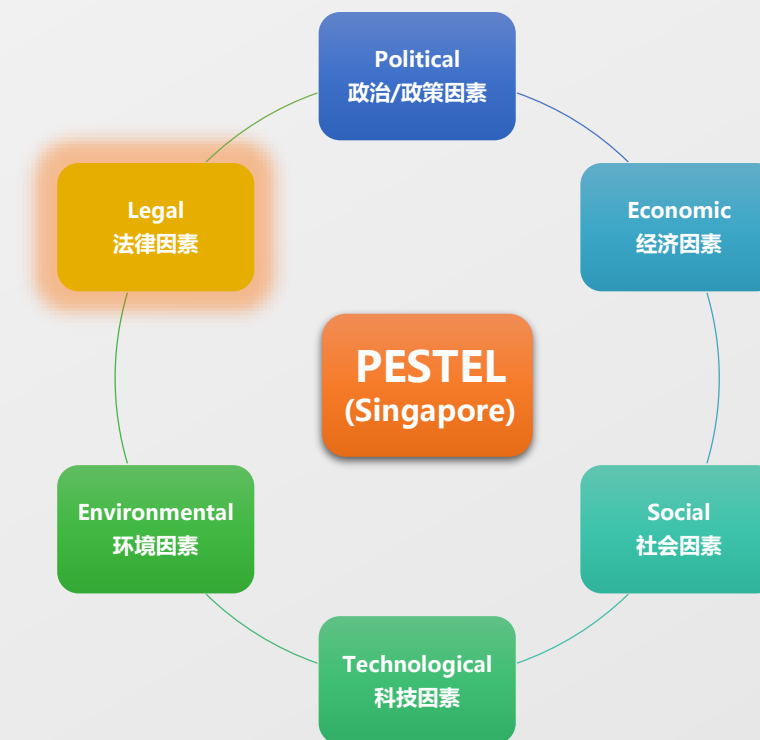 Political
政治/政策因素
Legal
法律因素
Economic
经济因素
PESTEL
(Singapore)
Environmental
环境因素
Social
社会因素
Technological
科技因素